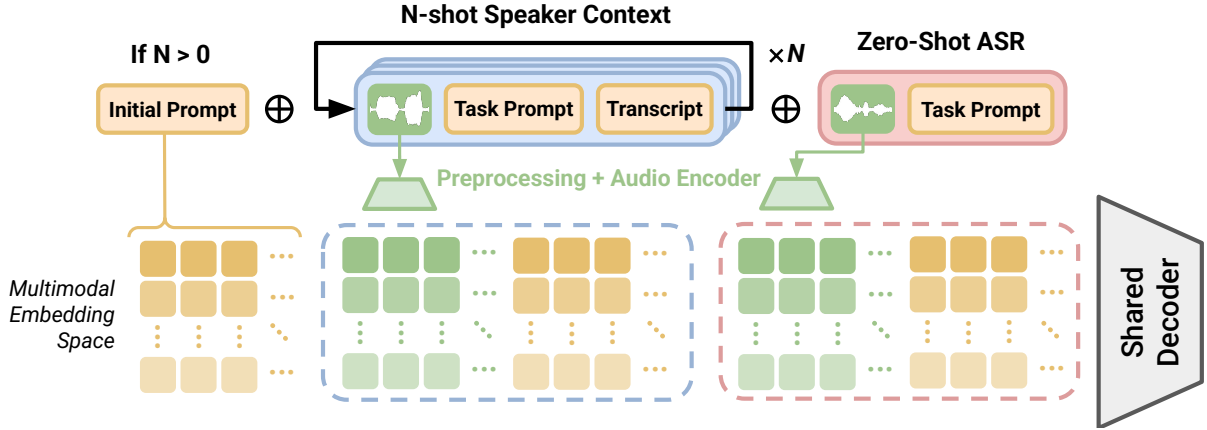 N-shot Speaker Context
If N > 0
×N
Zero-Shot ASR
Initial Prompt
Task Prompt
Transcript
Task Prompt
Preprocessing + Audio Encoder
Multimodal
Embedding
Space
Shared
Decoder